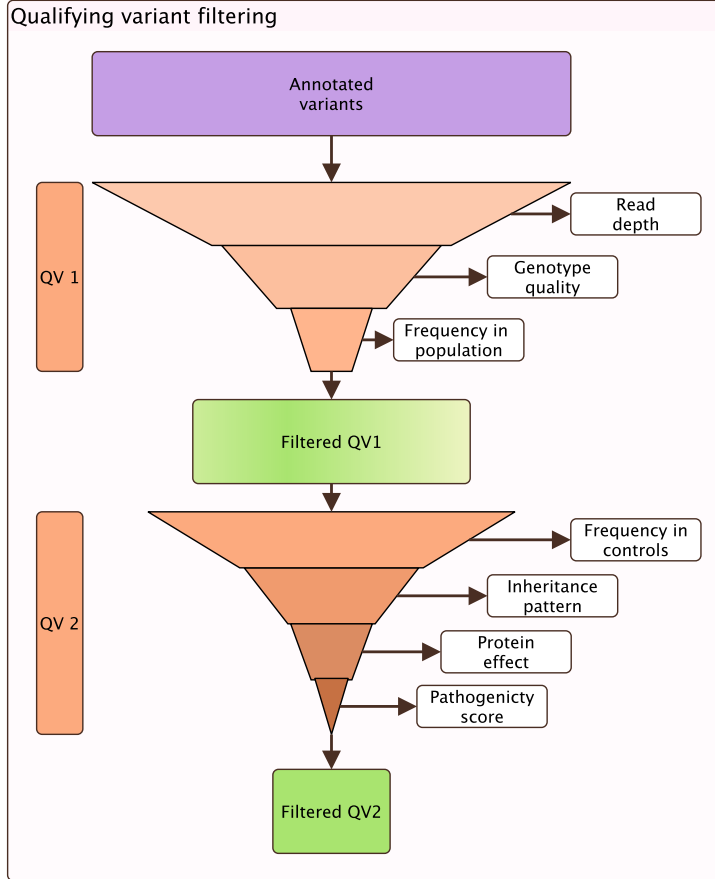 Qualifying variant filtering
Annotated
variants
QV 1
Read
depth
Genotype
quality
Frequency in
population
Filtered QV1
QV 2
Frequency in
controls
Inheritance
pattern
Protein
effect
Pathogenicty
score
Filtered QV2